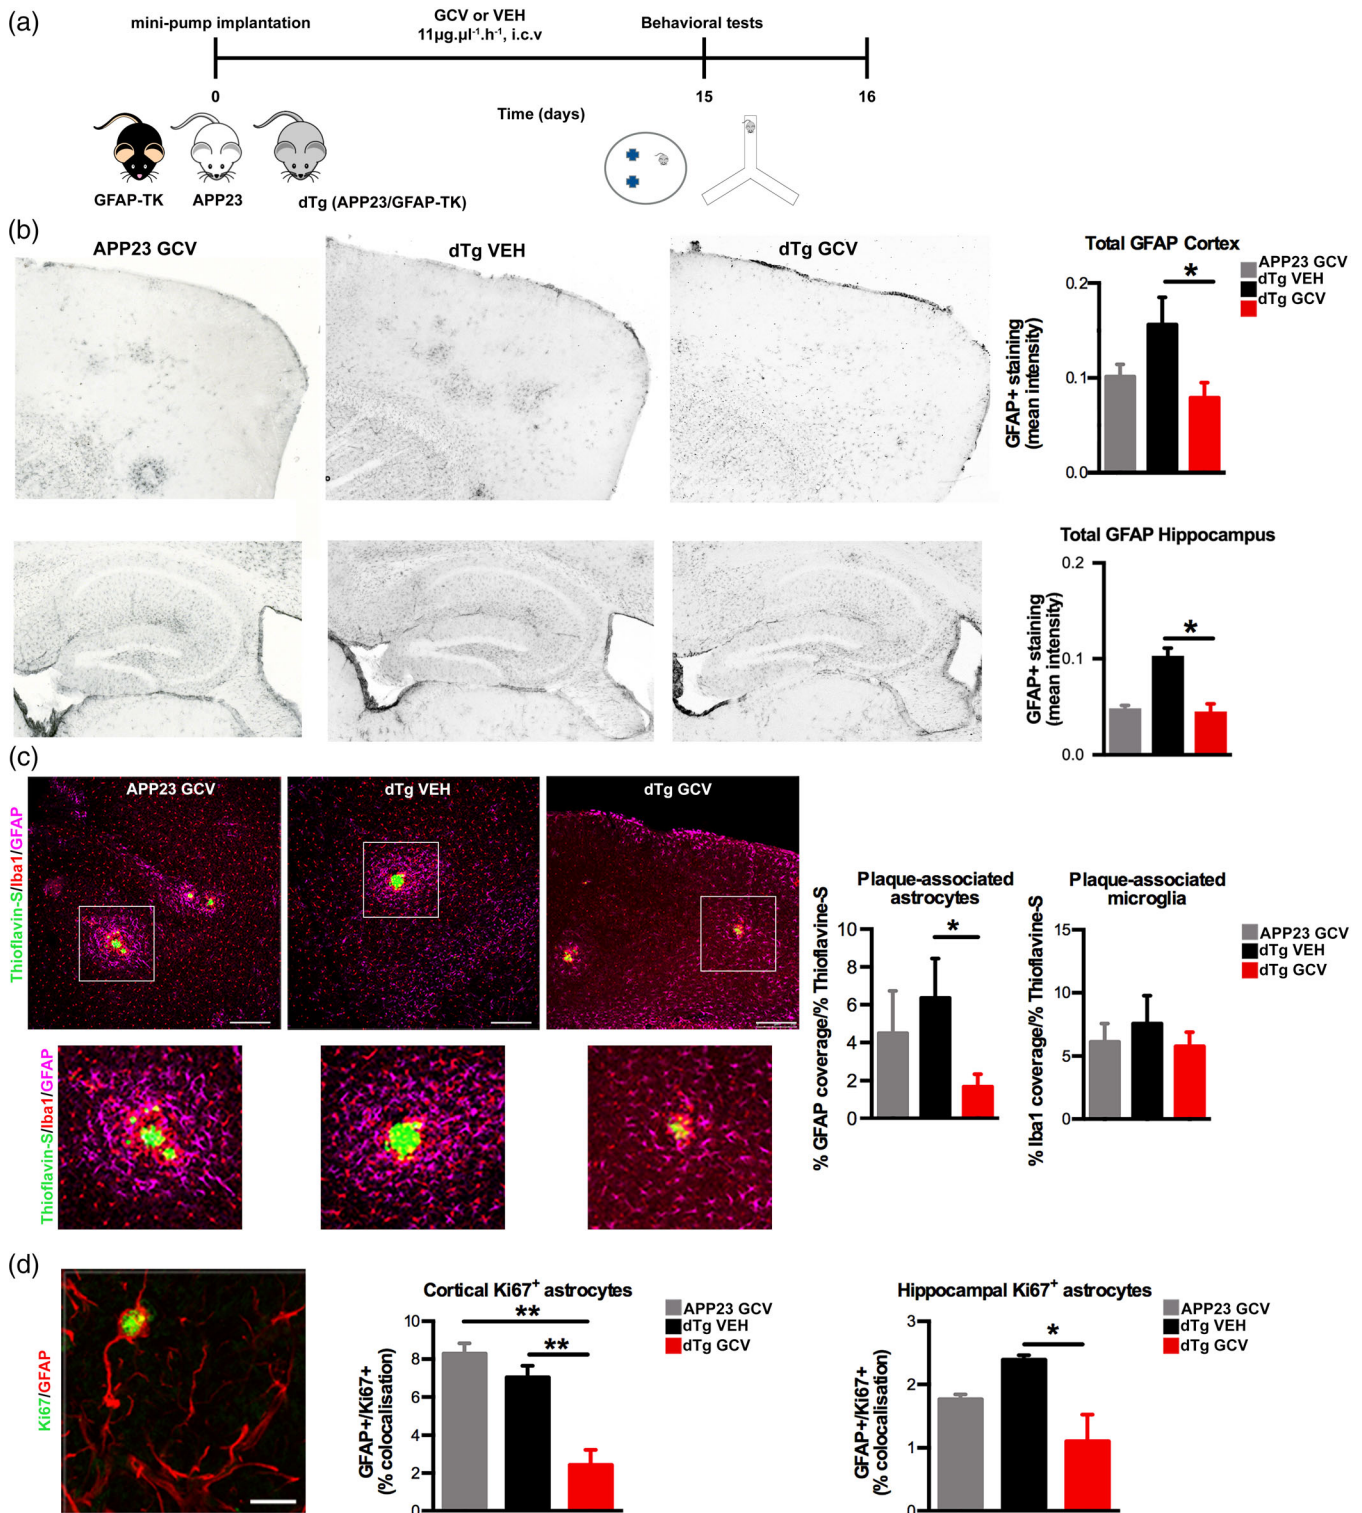 (a)
mini-pump implantation
GCV or VEH
11µg.µl⁻¹.h⁻¹, i.c.v
Behavioral tests
0
15
16
Time (days)
GFAP-TK
APP23
dTg (APP23/GFAP-TK)
(b)
APP23 GCV
dTg VEH
dTg GCV
Total GFAP Cortex
APP23 GCV
dTg VEH
dTg GCV
GFAP+ staining
(mean intensity)
0.2
0.1
0.0
*
Total GFAP Hippocampus
GFAP+ staining
(mean intensity)
0.2
0.1
0.0
*
(c)
Thioflavin-S/Iba1/GFAP
APP23 GCV
dTg VEH
dTg GCV
Thioflavin-S/Iba1/GFAP
Plaque-associated
astrocytes
% GFAP coverage/% Thioflavine-S
10
8
6
4
2
0
*
Plaque-associated
microglia
% Iba1 coverage/% Thioflavine-S
15
10
5
0
APP23 GCV
dTg VEH
dTg GCV
(d)
Ki67/GFAP
Cortical Ki67⁺ astrocytes
GFAP+/Ki67+
(% colocalisation)
10
8
6
4
2
0
**
**
APP23 GCV
dTg VEH
dTg GCV
Hippocampal Ki67⁺ astrocytes
GFAP+/Ki67+
(% colocalisation)
3
2
1
0
*
APP23 GCV
dTg VEH
dTg GCV